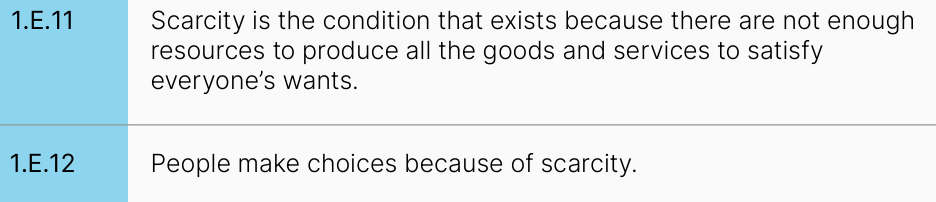 1.E.11
Scarcity is the condition that exists because there are not enough
resources to produce all the goods and services to satisfy
everyone’s wants.
1.E.12
People make choices because of scarcity.